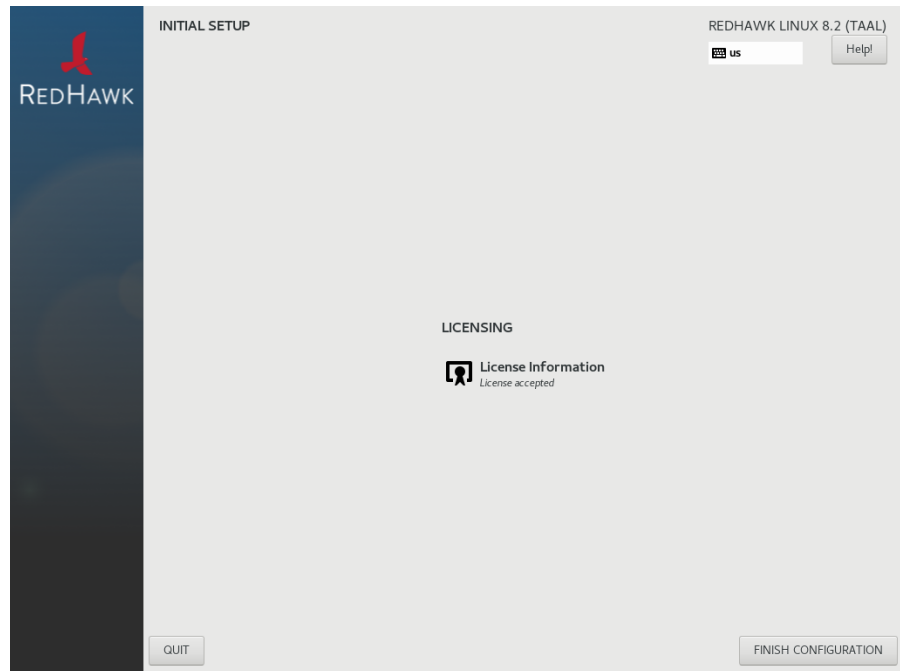 INITIAL SETUP
REDHAWK LINUX 8.2 (TAAL)
us
Help!
REDHAWK
LICENSING
License Information
License accepted
QUIT
FINISH CONFIGURATION